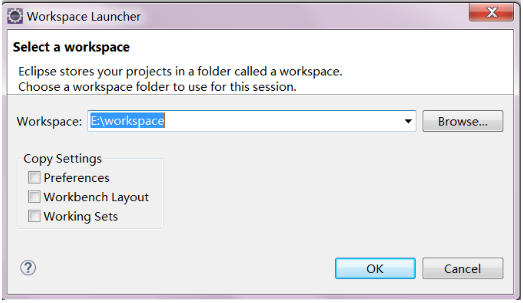 Workspace Launcher
Select a workspace
Eclipse stores your projects in a folder called a workspace.
Choose a workspace folder to use for this session.
Workspace: E:\workspace Browse...
Copy Settings
Preferences
Workbench Layout
Working Sets
? OK Cancel